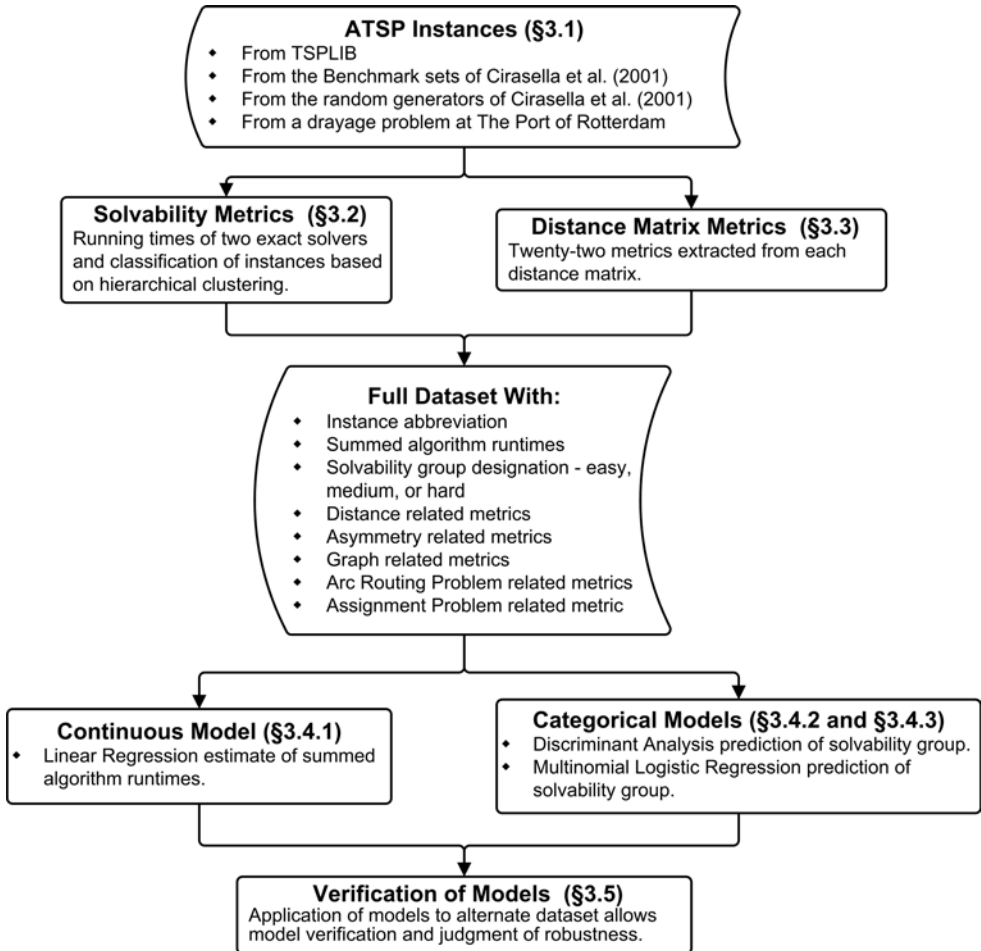 ATSP Instances (§3.1)
◆ From TSPLIB
◆ From the Benchmark sets of Cirasella et al. (2001)
◆ From the random generators of Cirasella et al. (2001)
◆ From a drayage problem at The Port of Rotterdam
Solvability Metrics (§3.2)
Running times of two exact solvers
and classification of instances based
on hierarchical clustering.
Distance Matrix Metrics (§3.3)
Twenty-two metrics extracted from each
distance matrix.
Full Dataset With:
◆ Instance abbreviation
◆ Summed algorithm runtimes
◆ Solvability group designation - easy,
medium, or hard
◆ Distance related metrics
◆ Asymmetry related metrics
◆ Graph related metrics
◆ Arc Routing Problem related metrics
◆ Assignment Problem related metric
Continuous Model (§3.4.1)
◆ Linear Regression estimate of summed
algorithm runtimes.
Categorical Models (§3.4.2 and §3.4.3)
◆ Discriminant Analysis prediction of solvability group.
◆ Multinomial Logistic Regression prediction of
solvability group.
Verification of Models (§3.5)
Application of models to alternate dataset allows
model verification and judgment of robustness.